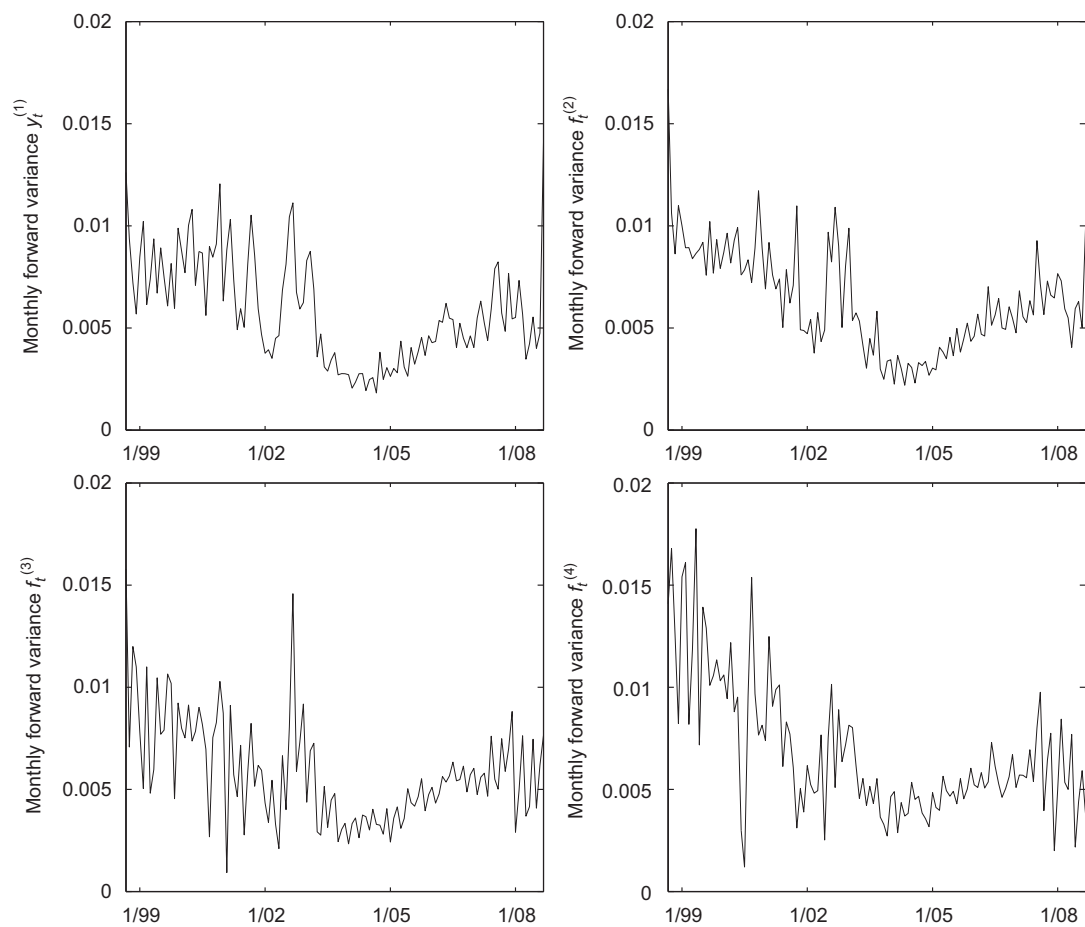 Monthly forward variance y_t^(1)
0.02
0.015
0.01
0.005
0
1/99 1/02 1/05 1/08
Monthly forward variance f_t^(2)
0.02
0.015
0.01
0.005
0
1/99 1/02 1/05 1/08
Monthly forward variance f_t^(3)
0.02
0.015
0.01
0.005
0
1/99 1/02 1/05 1/08
Monthly forward variance f_t^(4)
0.02
0.015
0.01
0.005
0
1/99 1/02 1/05 1/08